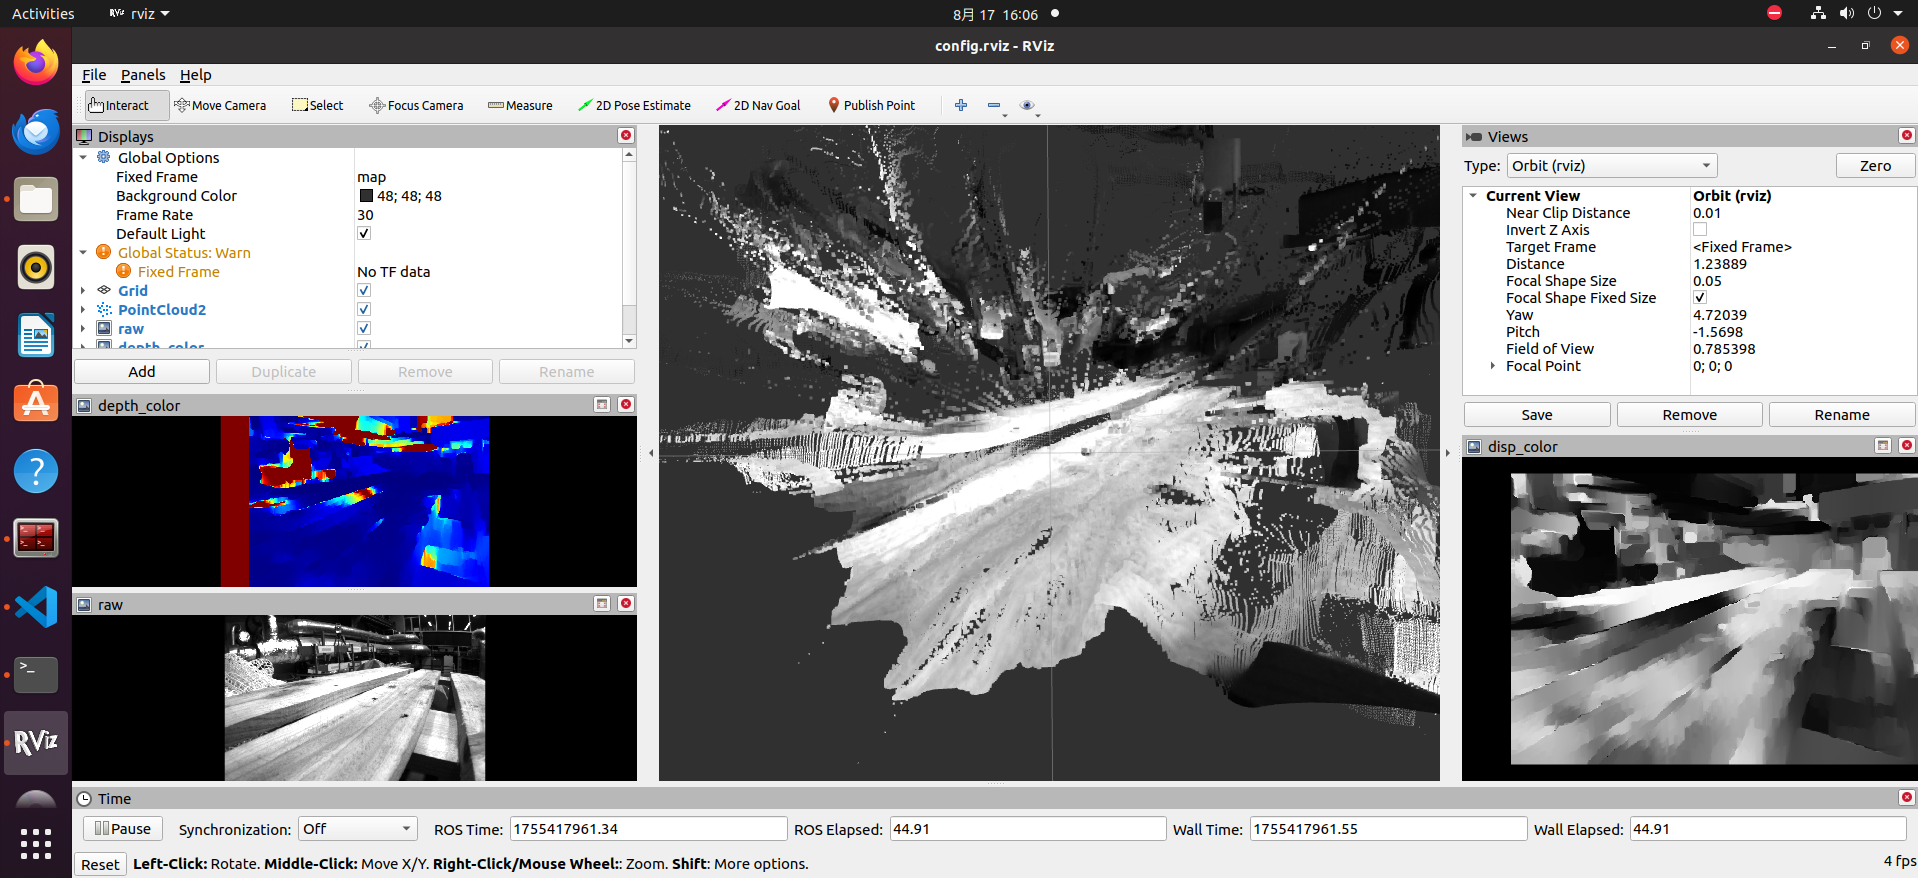 Activities
RViz rviz
8月 17 16:06
config.rviz - RViz
File Panels Help
Interact Move Camera Select Focus Camera Measure 2D Pose Estimate 2D Nav Goal Publish Point
Displays
Global Options
Fixed Frame map
Background Color 48; 48; 48
Frame Rate 30
Default Light
Global Status: Warn
Fixed Frame No TF data
Grid
PointCloud2
raw
depth_color
Add Duplicate Remove Rename
depth_color
raw
Views
Type: Orbit (rviz) Zero
Current View Orbit (rviz)
Near Clip Distance 0.01
Invert Z Axis
Target Frame <Fixed Frame>
Distance 1.23889
Focal Shape Size 0.05
Focal Shape Fixed Size
Yaw 4.72039
Pitch -1.5698
Field of View 0.785398
Focal Point 0; 0; 0
Save Remove Rename
disp_color
RViz
Time
Pause Synchronization: Off ROS Time: 1755417961.34 ROS Elapsed: 44.91 Wall Time: 1755417961.55 Wall Elapsed: 44.91
Reset Left-Click: Rotate. Middle-Click: Move X/Y. Right-Click/Mouse Wheel:: Zoom. Shift: More options. 4 fps